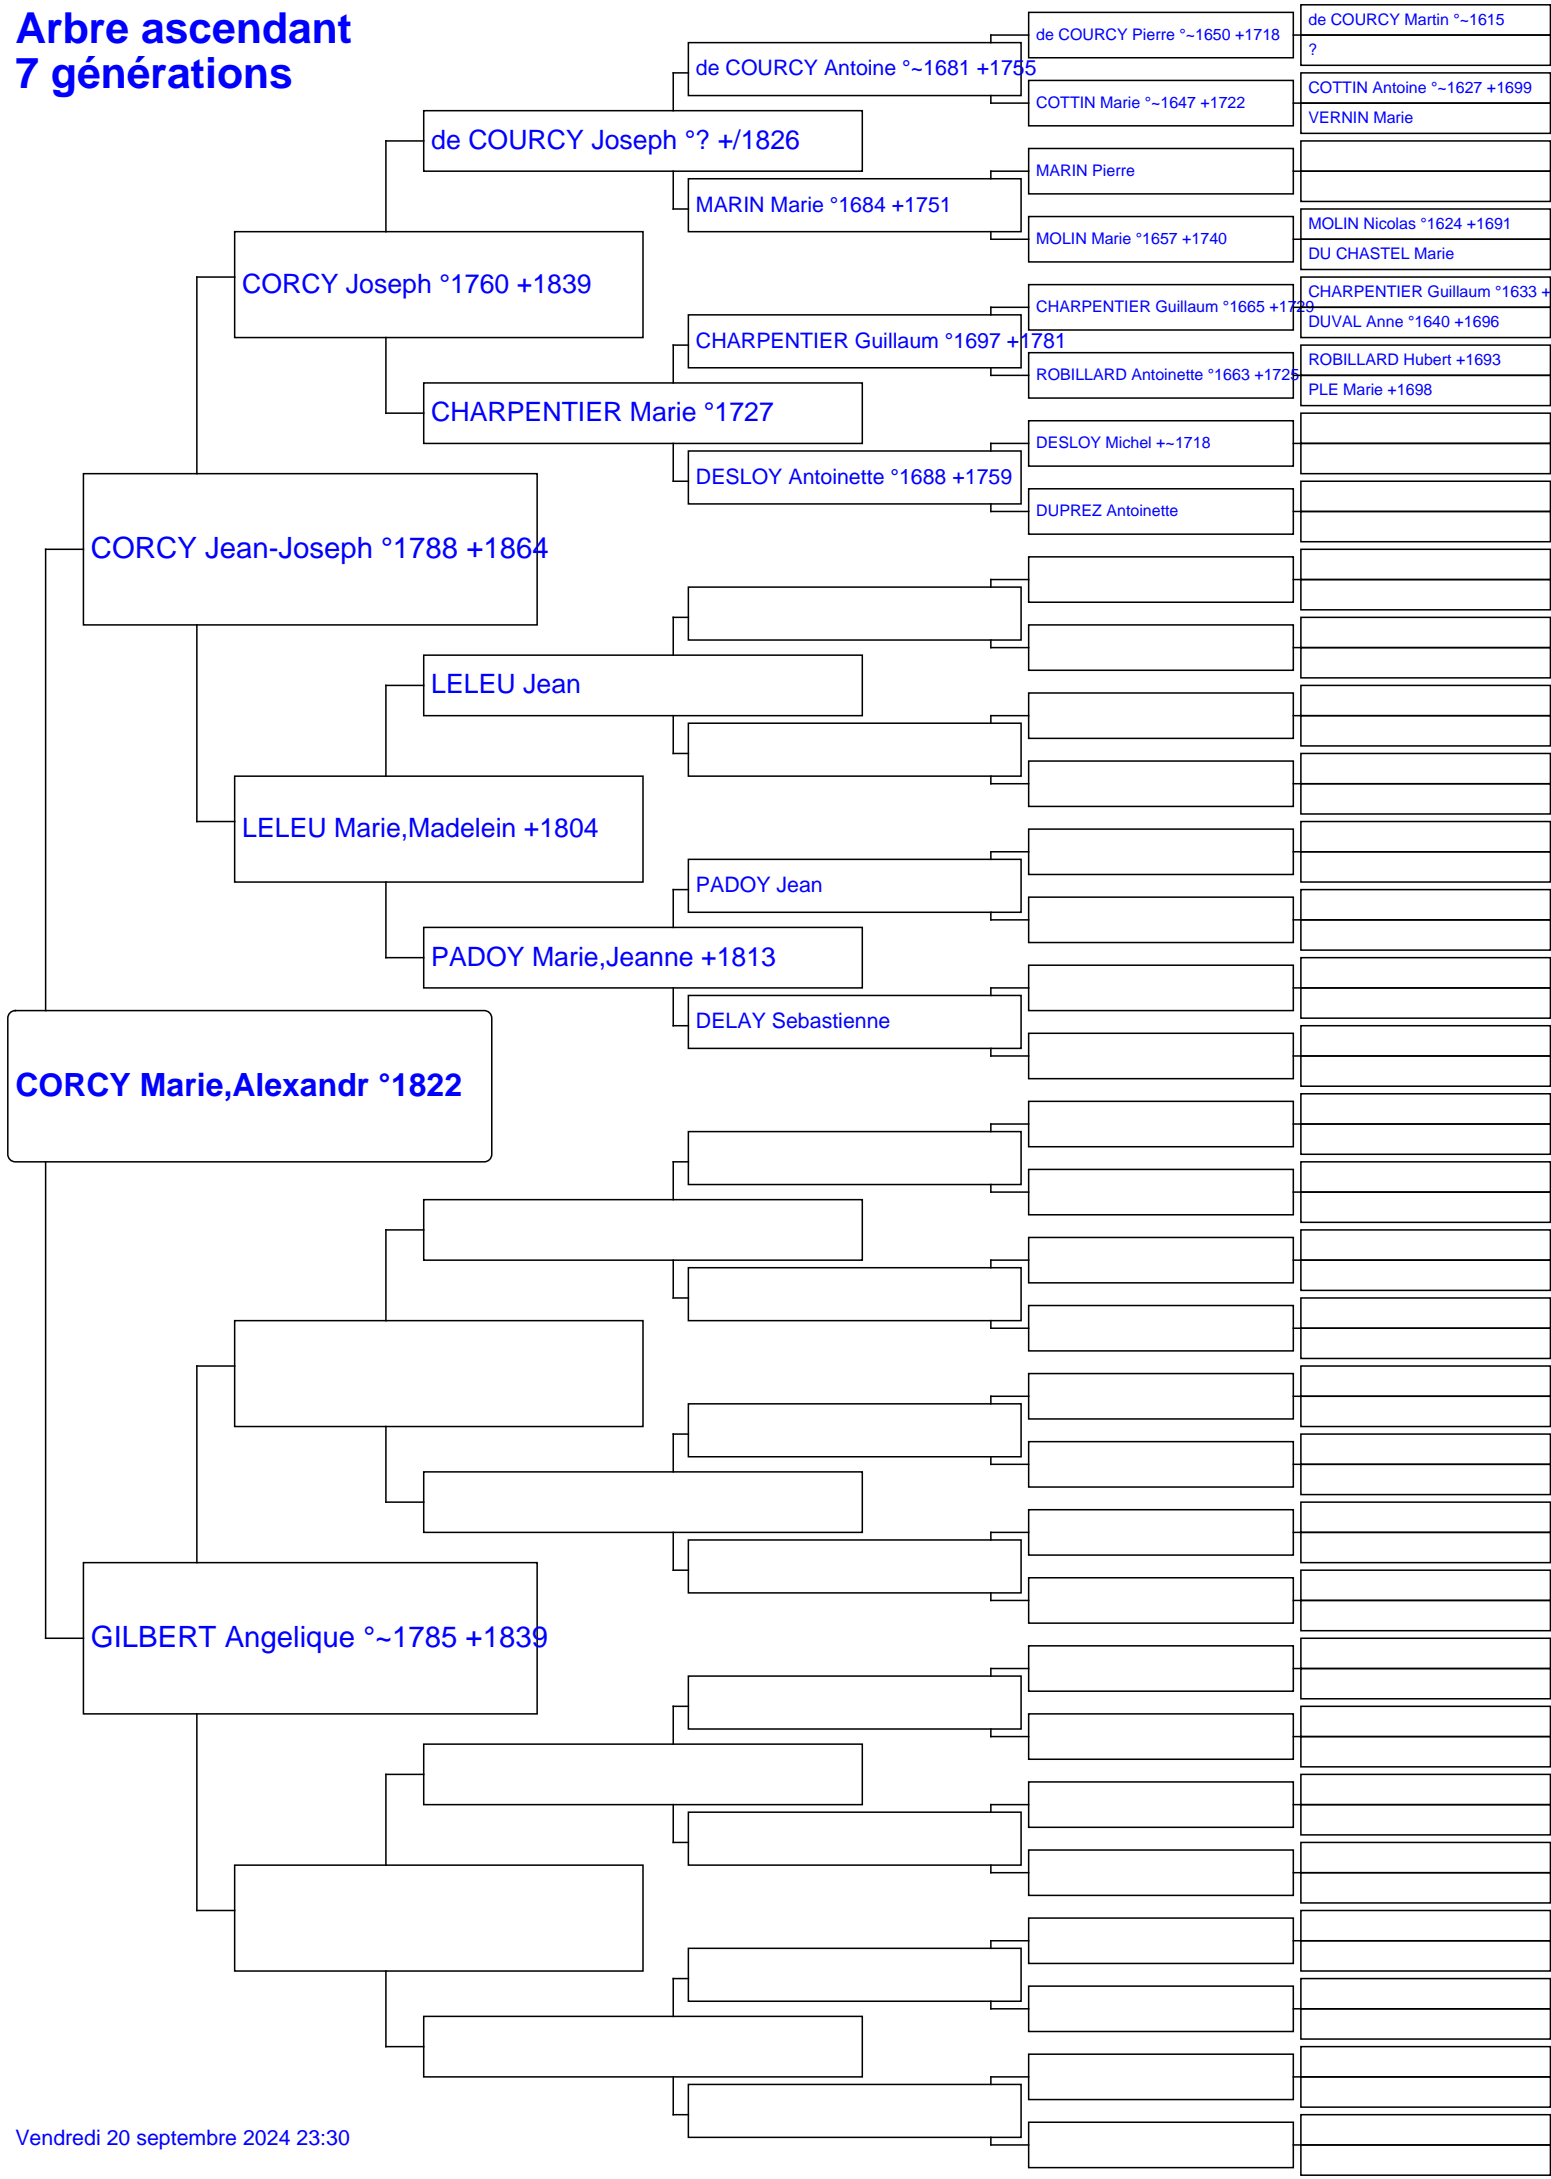 Arbre ascendant
7 générations
de COURCY Martin °~1615
?
de COURCY Pierre °~1650 +1718
de COURCY Antoine °~1681 +1755
COTTIN Antoine °~1627 +1699
COTTIN Marie °~1647 +1722
VERNIN Marie
de COURCY Joseph °? +/1826
MARIN Pierre
MARIN Marie °1684 +1751
MOLIN Nicolas °1624 +1691
MOLIN Marie °1657 +1740
DU CHASTEL Marie
CORCY Joseph °1760 +1839
CHARPENTIER Guillaum °1633 +
CHARPENTIER Guillaum °1665 +1729
DUVAL Anne °1640 +1696
CHARPENTIER Guillaum °1697 +1781
ROBILLARD Hubert +1693
ROBILLARD Antoinette °1663 +1725
PLE Marie +1698
CHARPENTIER Marie °1727
DESLOY Michel +~1718
DESLOY Antoinette °1688 +1759
DUPREZ Antoinette
CORCY Jean-Joseph °1788 +1864
LELEU Jean
LELEU Marie,Madelein +1804
PADOY Jean
PADOY Marie,Jeanne +1813
DELAY Sebastienne
CORCY Marie,Alexandr °1822
GILBERT Angelique °~1785 +1839
Vendredi 20 septembre 2024 23:30